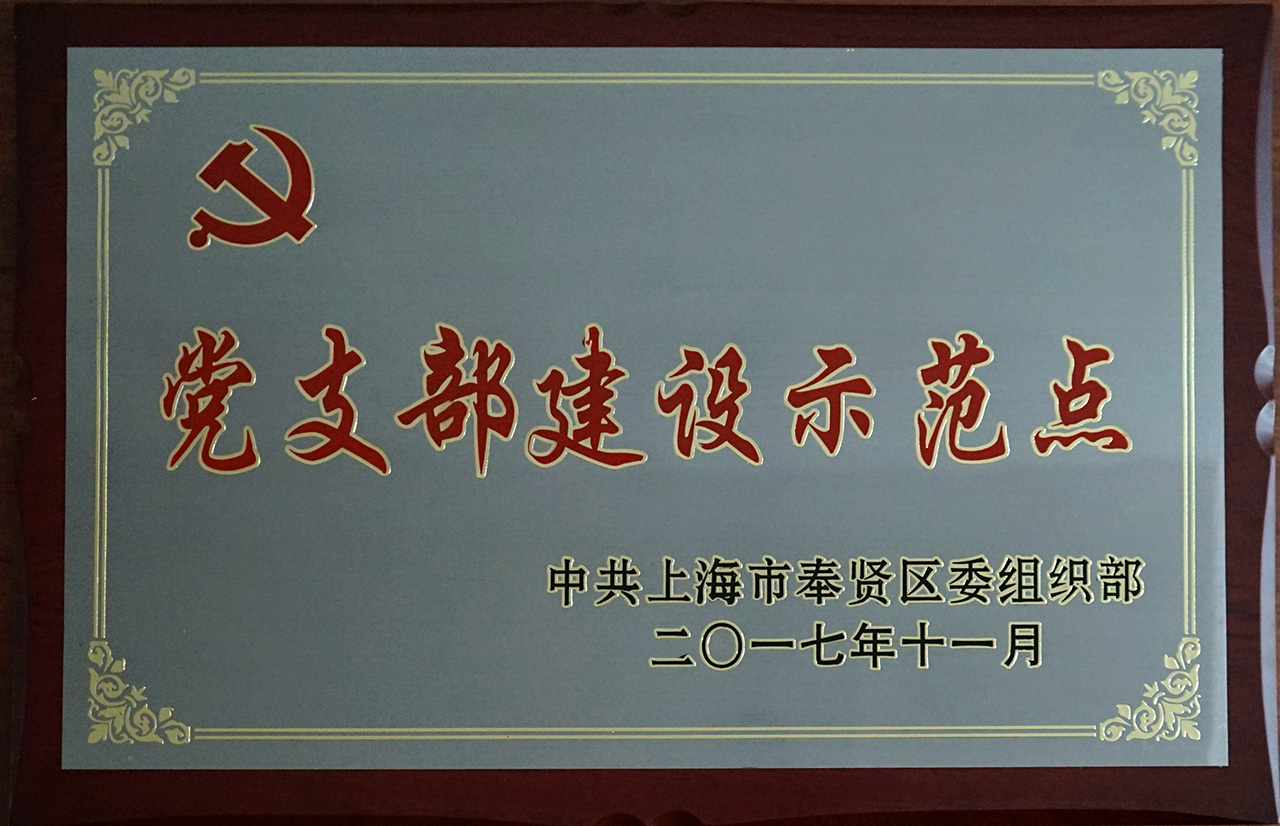 党支部建设示范点
中共上海市奉贤区委组织部
二〇一七年十一月